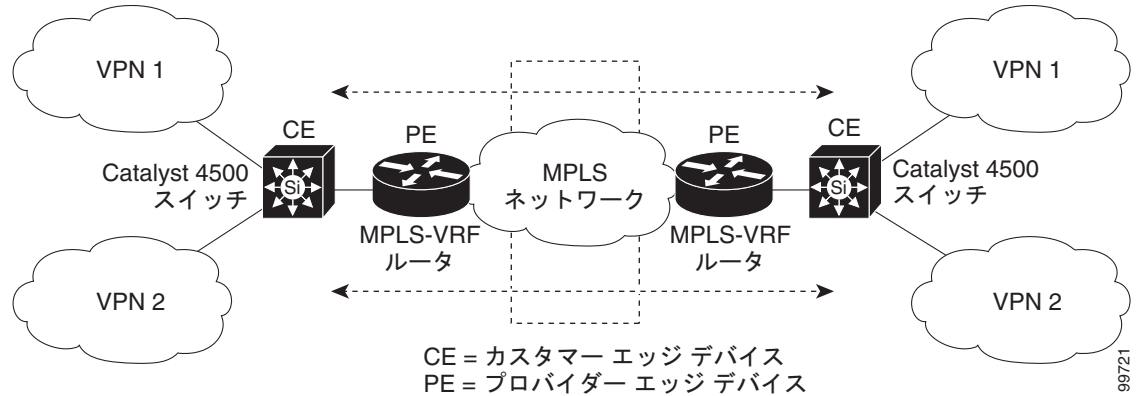 VPN 1
VPN 1
CE
PE
PE
CE
Catalyst 4500
スイッチ
Si
MPLS
ネットワーク
Si
Catalyst 4500
スイッチ
MPLS-VRF
ルータ
MPLS-VRF
ルータ
VPN 2
VPN 2
CE = カスタマー エッジ デバイス
PE = プロバイダー エッジ デバイス
99721